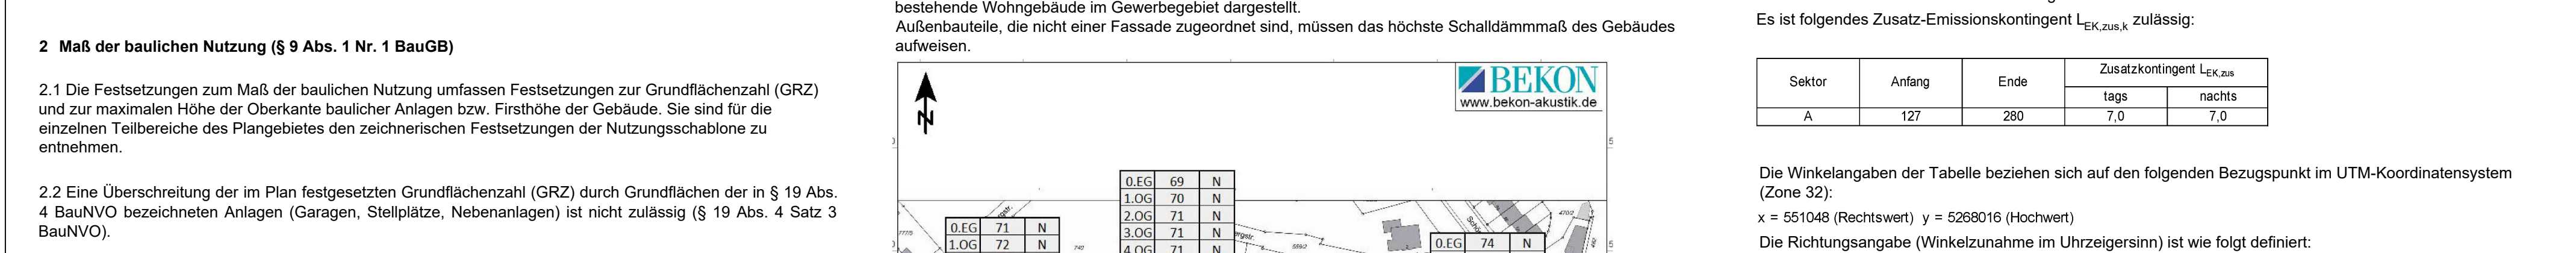 2 Maß der baulichen Nutzung (§ 9 Abs. 1 Nr. 1 BauGB)
2.1 Die Festsetzungen zum Maß der baulichen Nutzung umfassen Festsetzungen zur Grundflächenzahl (GRZ)
und zur maximalen Höhe der Oberkante baulicher Anlagen bzw. Firsthöhe der Gebäude. Sie sind für die
einzelnen Teilbereiche des Plangebietes den zeichnerischen Festsetzungen der Nutzungsschablone zu
entnehmen.
2.2 Eine Überschreitung der im Plan festgesetzten Grundflächenzahl (GRZ) durch Grundflächen der in § 19 Abs.
4 BauNVO bezeichneten Anlagen (Garagen, Stellplätze, Nebenanlagen) ist nicht zulässig (§ 19 Abs. 4 Satz 3
BauNVO).
bestehende Wohngebäude im Gewerbegebiet dargestellt.
Außenbauteile, die nicht einer Fassade zugeordnet sind, müssen das höchste Schalldämmmaß des Gebäudes
aufweisen.
BEKON
www.bekon-akustik.de
N
0.EG 69 N
1.OG 70 N
2.OG 71 N
3.OG 71 N
4.OG 71 N
0.EG 71 N
1.OG 72 N
0.EG 74 N
Es ist folgendes Zusatz-Emissionskontingent LEK,zus,k zulässig:
Sektor Anfang Ende Zusatzkontingent LEK,zus
tags nachts
A 127 280 7,0 7,0
Die Winkelangaben der Tabelle beziehen sich auf den folgenden Bezugspunkt im UTM-Koordinatensystem
(Zone 32):
x = 551048 (Rechtswert) y = 5268016 (Hochwert)
Die Richtungsangabe (Winkelzunahme im Uhrzeigersinn) ist wie folgt definiert: